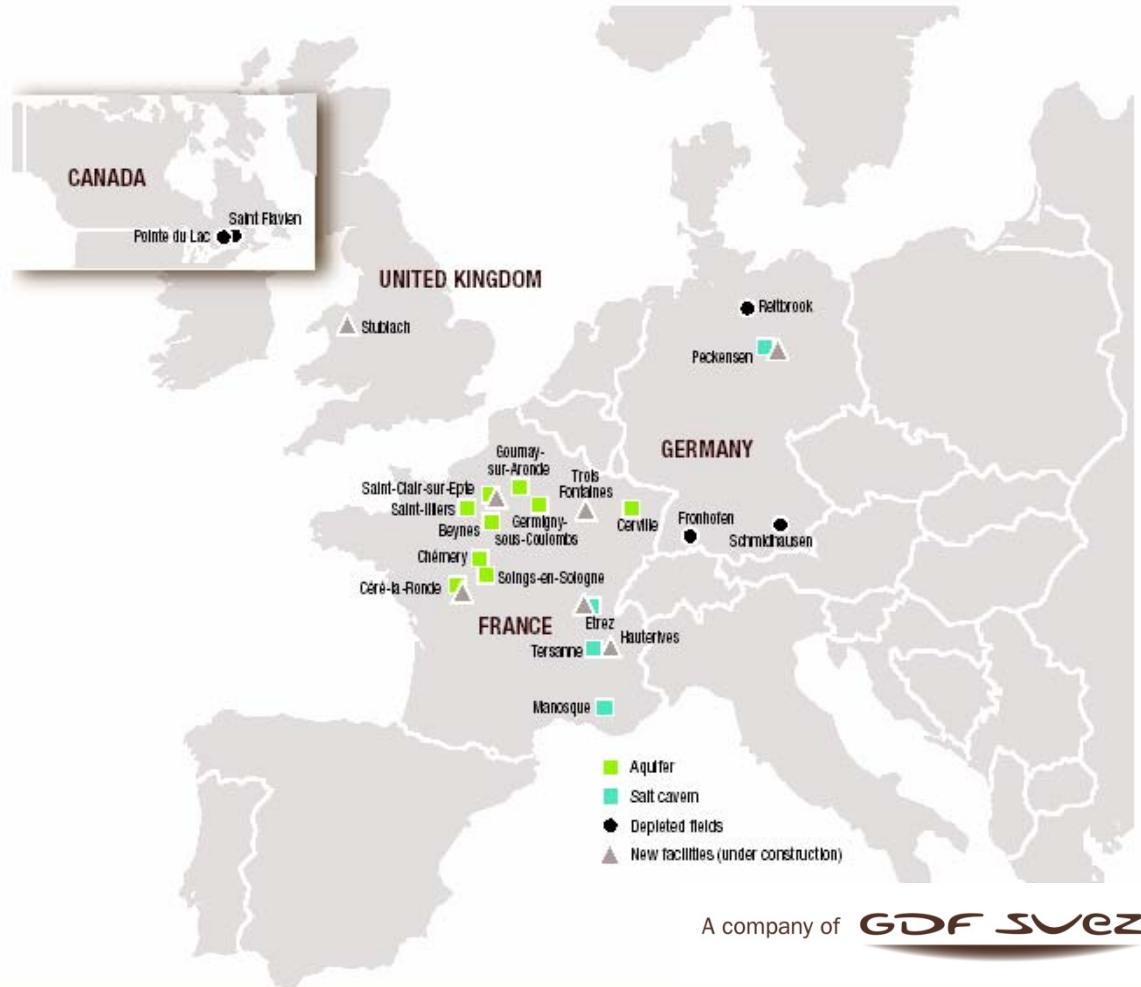 CANADA
Saint Flavien
Pointe du Lac
UNITED KINGDOM
Stublach
Reitbrook
Peckensen
GERMANY
Gournay-
sur-Aronde
Trois
Fontaines
Saint-Clair-sur-Epte
Saint-Illiers
Beynes
Germigny-
sous-Coulombs
Cerville
Fronhofen
Schmidhausen
Chémery
Soings-en-Sologne
Céré-la-Ronde
FRANCE
Etrez
Hauterives
Tersanne
Manosque
Aquifer
Salt cavern
Depleted fields
New facilities (under construction)
A company of GDF SUEZ